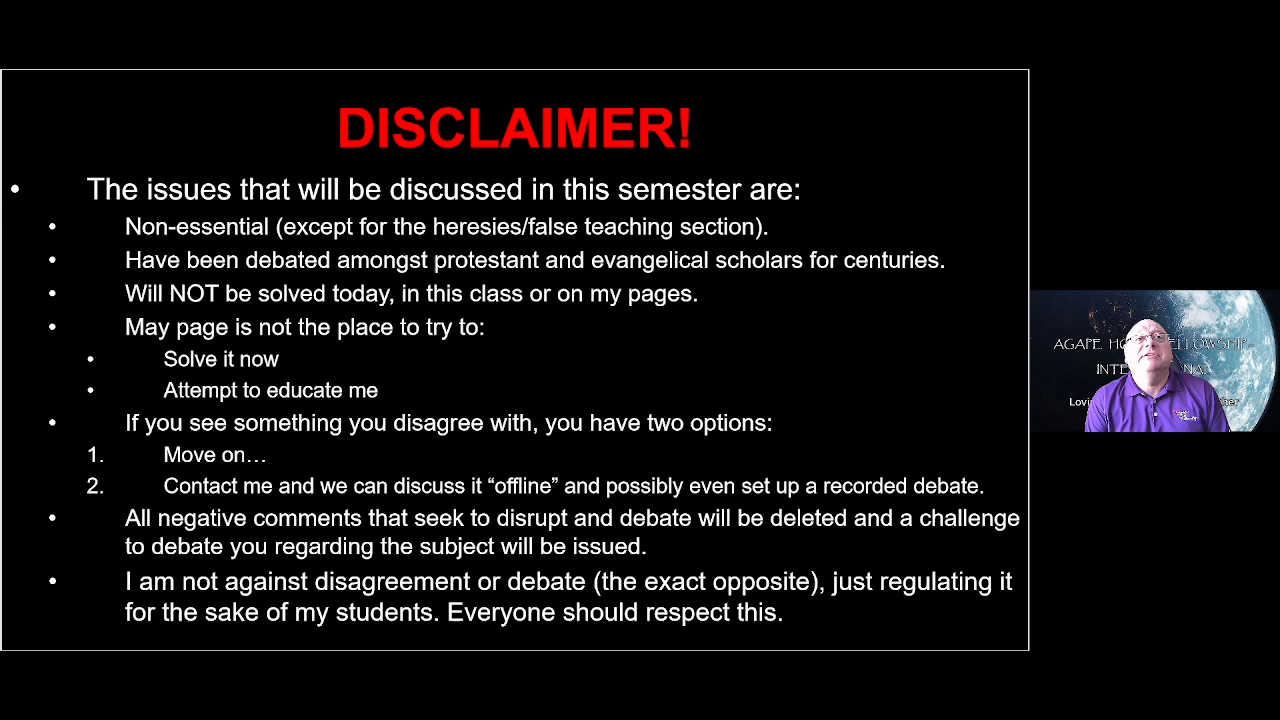 DISCLAIMER!
• The issues that will be discussed in this semester are:
• Non-essential (except for the heresies/false teaching section).
• Have been debated amongst protestant and evangelical scholars for centuries.
• Will NOT be solved today, in this class or on my pages.
• May page is not the place to try to:
• Solve it now
• Attempt to educate me
• If you see something you disagree with, you have two options:
1. Move on…
2. Contact me and we can discuss it “offline” and possibly even set up a recorded debate.
• All negative comments that seek to disrupt and debate will be deleted and a challenge
to debate you regarding the subject will be issued.
• I am not against disagreement or debate (the exact opposite), just regulating it
for the sake of my students. Everyone should respect this.
AGAPE